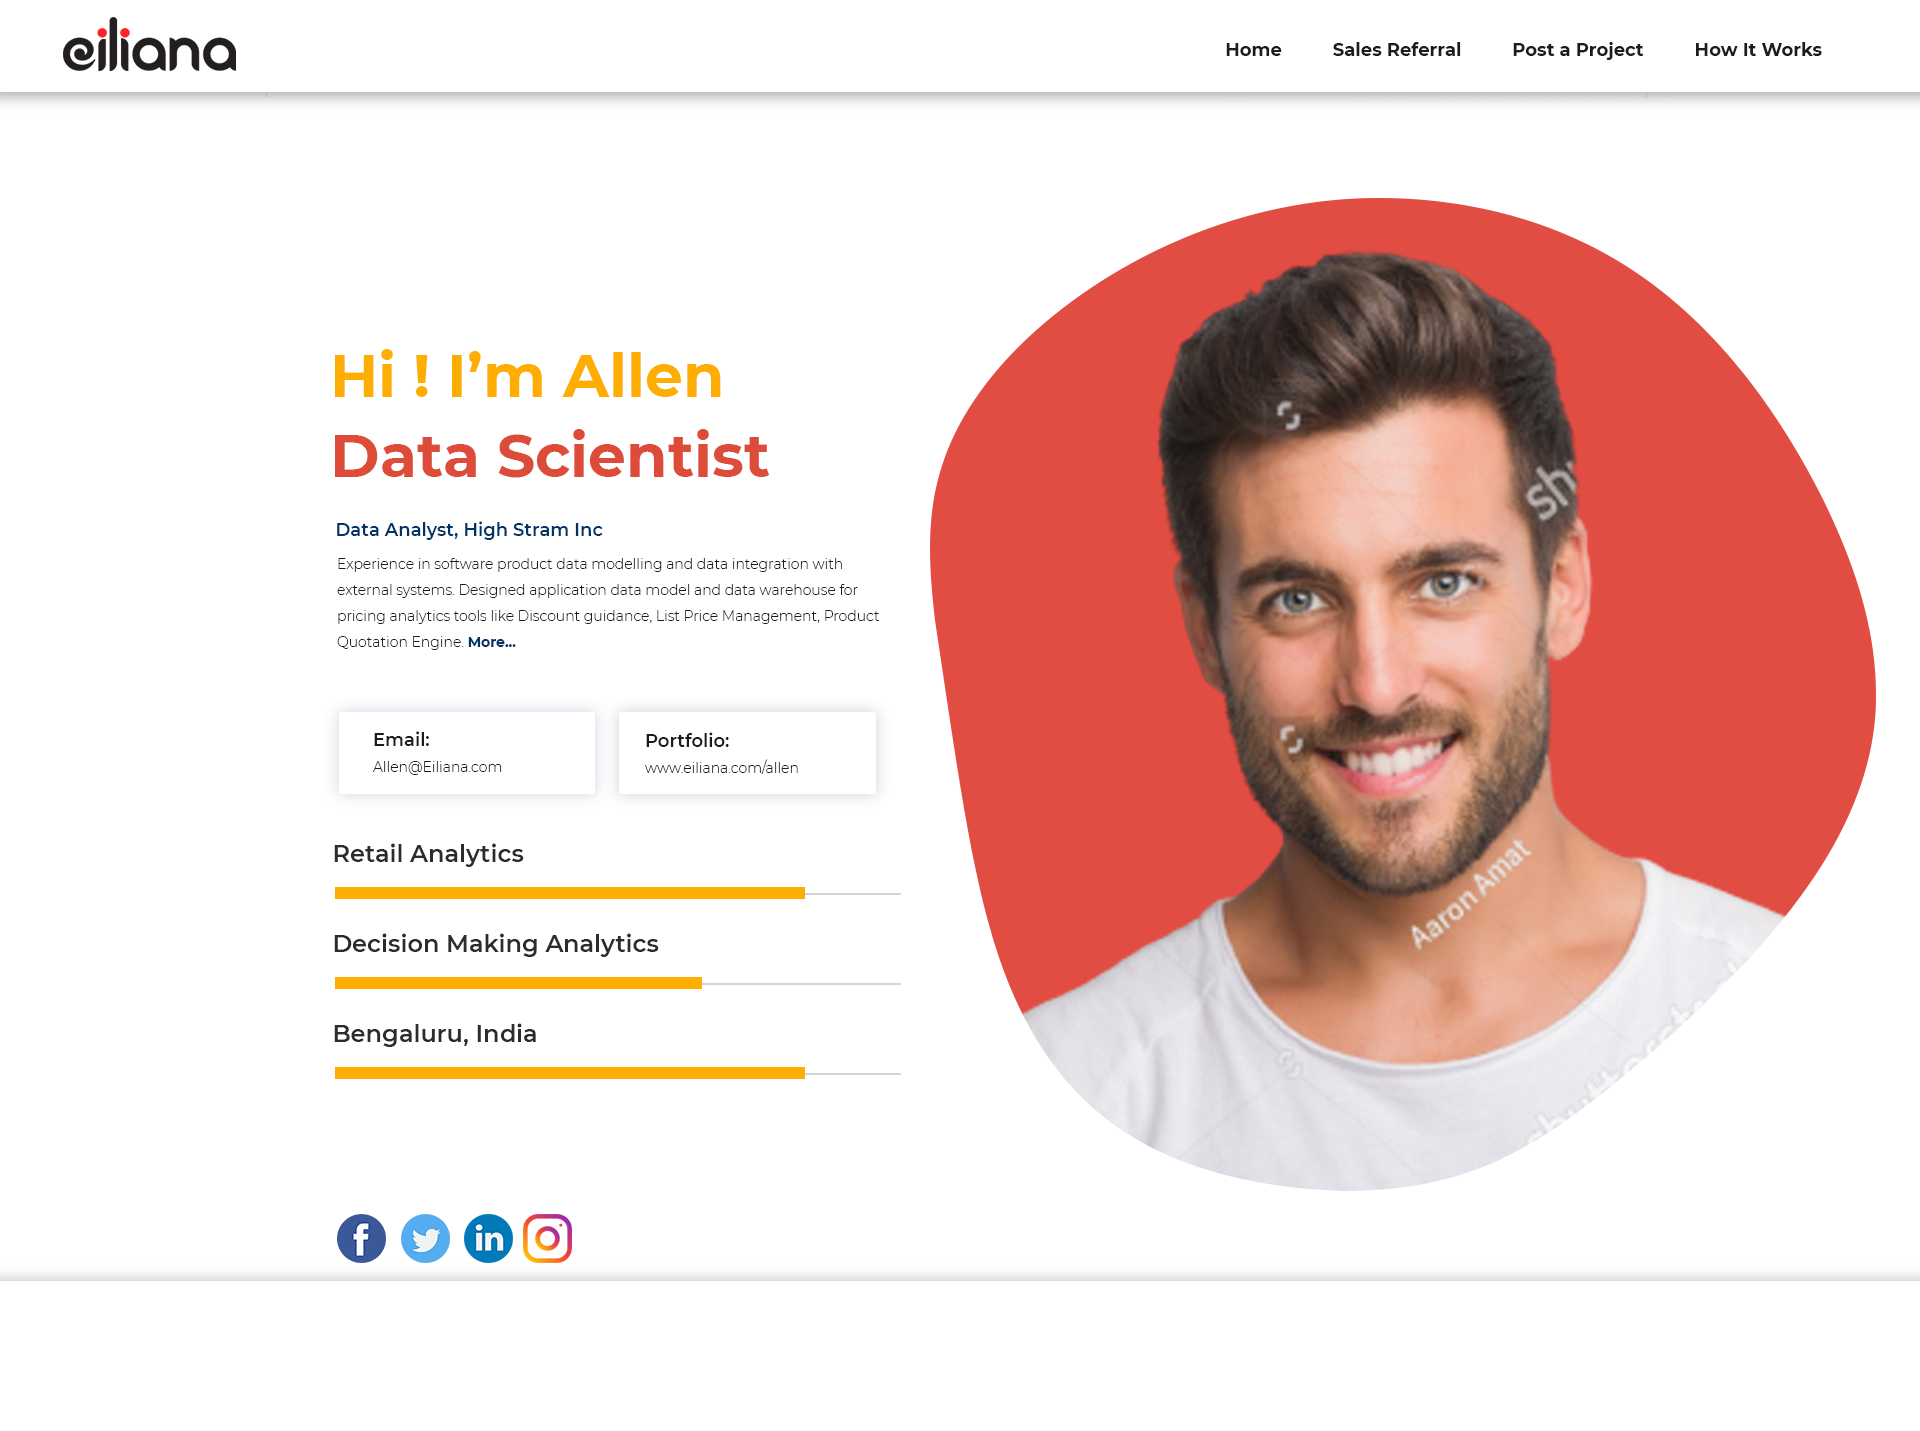 eiliana
Home Sales Referral Post a Project How It Works
Hi ! I’m Allen
Data Scientist
Data Analyst, High Stram Inc
Experience in software product data modelling and data integration with
external systems. Designed application data model and data warehouse for
pricing analytics tools like Discount guidance, List Price Management, Product
Quotation Engine. More...
Email:
Allen@Eiliana.com
Portfolio:
www.eiliana.com/allen
Retail Analytics
Decision Making Analytics
Bengaluru, India
sh
Aaron Amat
f
in